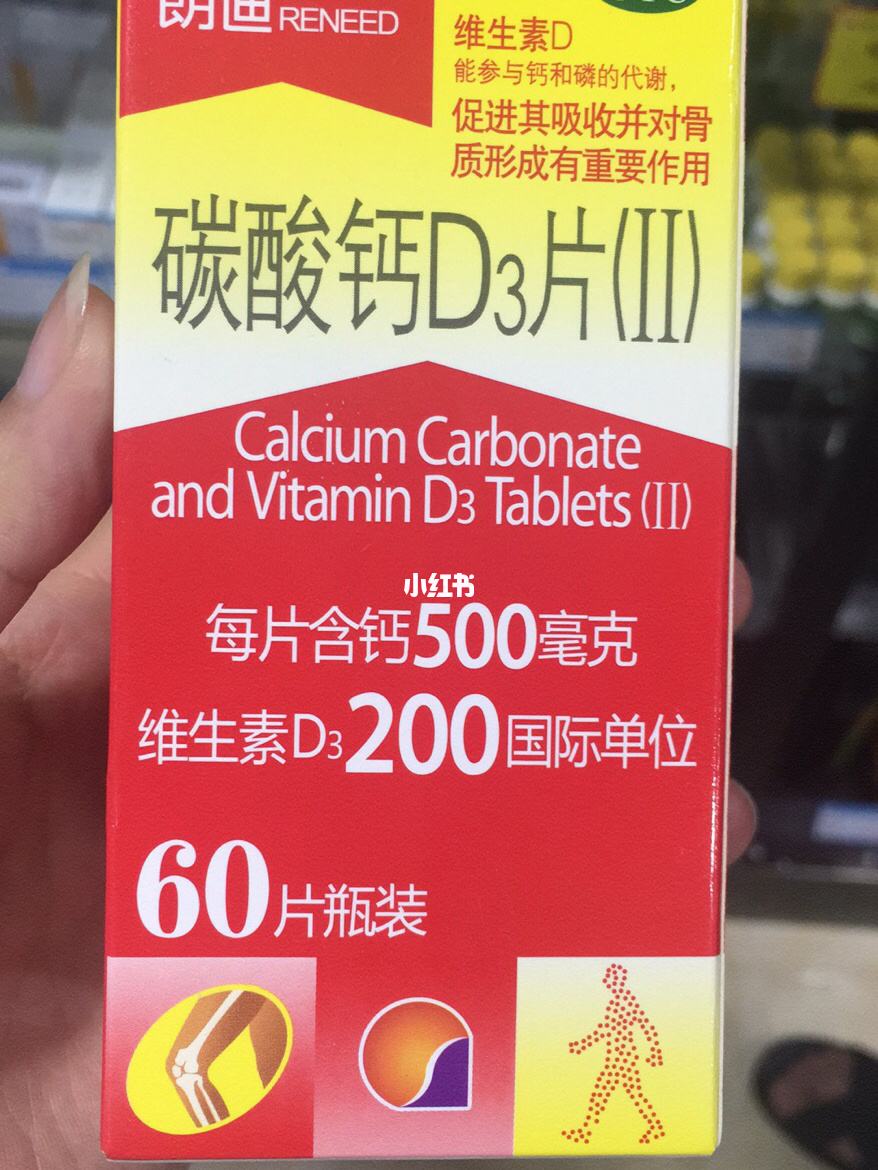 朗迪 RENEED
维生素D
能参与钙和磷的代谢，
促进其吸收并对骨
质形成有重要作用
碳酸钙D3片(II)
Calcium Carbonate
and Vitamin D3 Tablets (II)
小红书
每片含钙500毫克
维生素D3200国际单位
60片瓶装